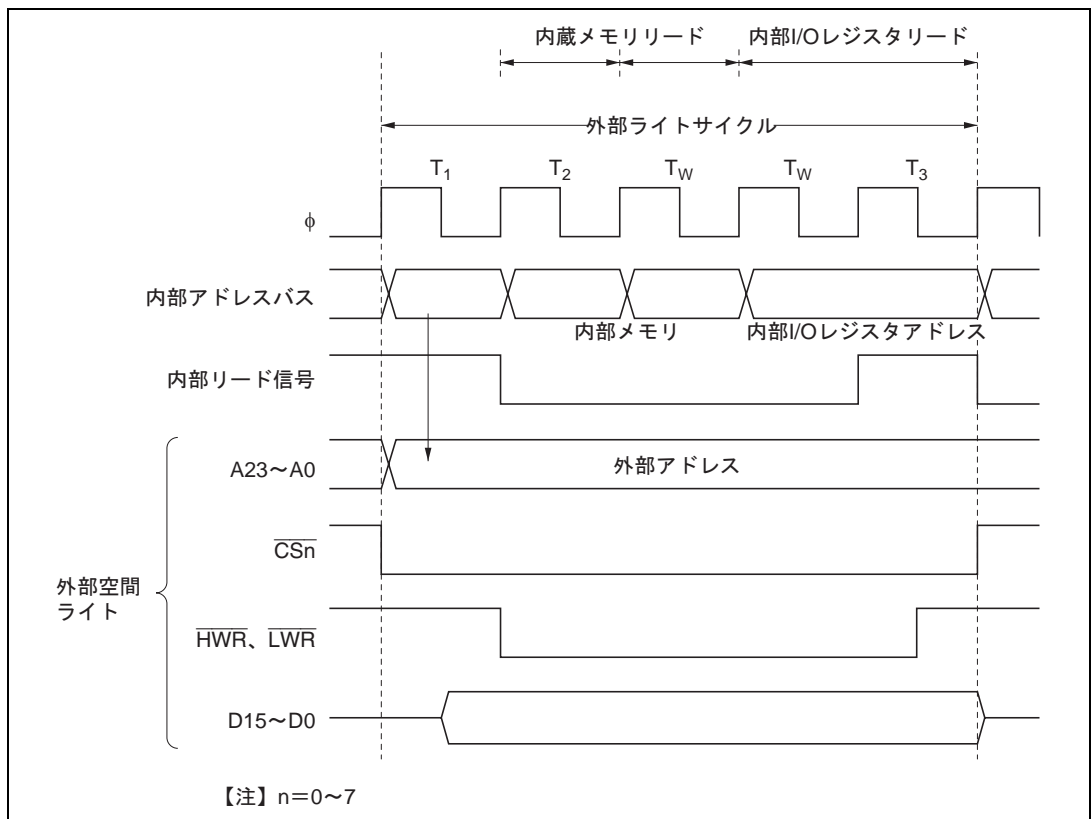 内蔵メモリリード 内部I/Oレジスタリード
外部ライトサイクル
T1 T2 TW TW T3
φ
内部アドレスバス
内部メモリ 内部I/Oレジスタアドレス
内部リード信号
A23～A0 外部アドレス
CSn
外部空間
ライト
HWR、LWR
D15～D0
【注】n＝0～7